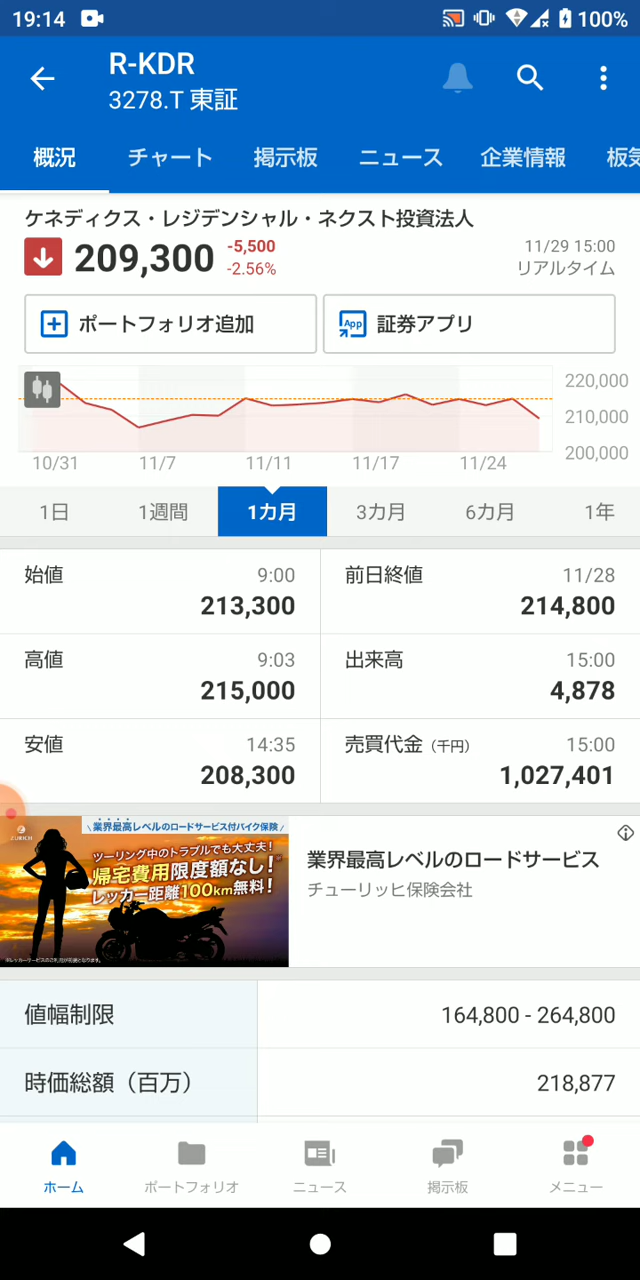 19:14
100%
R-KDR
3278.T 東証
概況 チャート 掲示板 ニュース 企業情報 板気
ケネディクス・レジデンシャル・ネクスト投資法人
209,300 -5,500 -2.56%
11/29 15:00
リアルタイム
ポートフォリオ追加
App 証券アプリ
220,000
210,000
200,000
10/31 11/7 11/11 11/17 11/24
1日 1週間 1カ月 3カ月 6カ月 1年
始値 9:00 213,300
前日終値 11/28 214,800
高値 9:03 215,000
出来高 15:00 4,878
安値 14:35 208,300
売買代金（千円） 15:00 1,027,401
ZURICH
業界最高レベルのロードサービス付バイク保険
ツーリング中のトラブルでも大丈夫！
帰宅費用限度額なし！
レッカー距離100km無料！
業界最高レベルのロードサービス
チューリッヒ保険会社
値幅制限 164,800 - 264,800
時価総額（百万） 218,877
ホーム ポートフォリオ ニュース 掲示板 メニュー